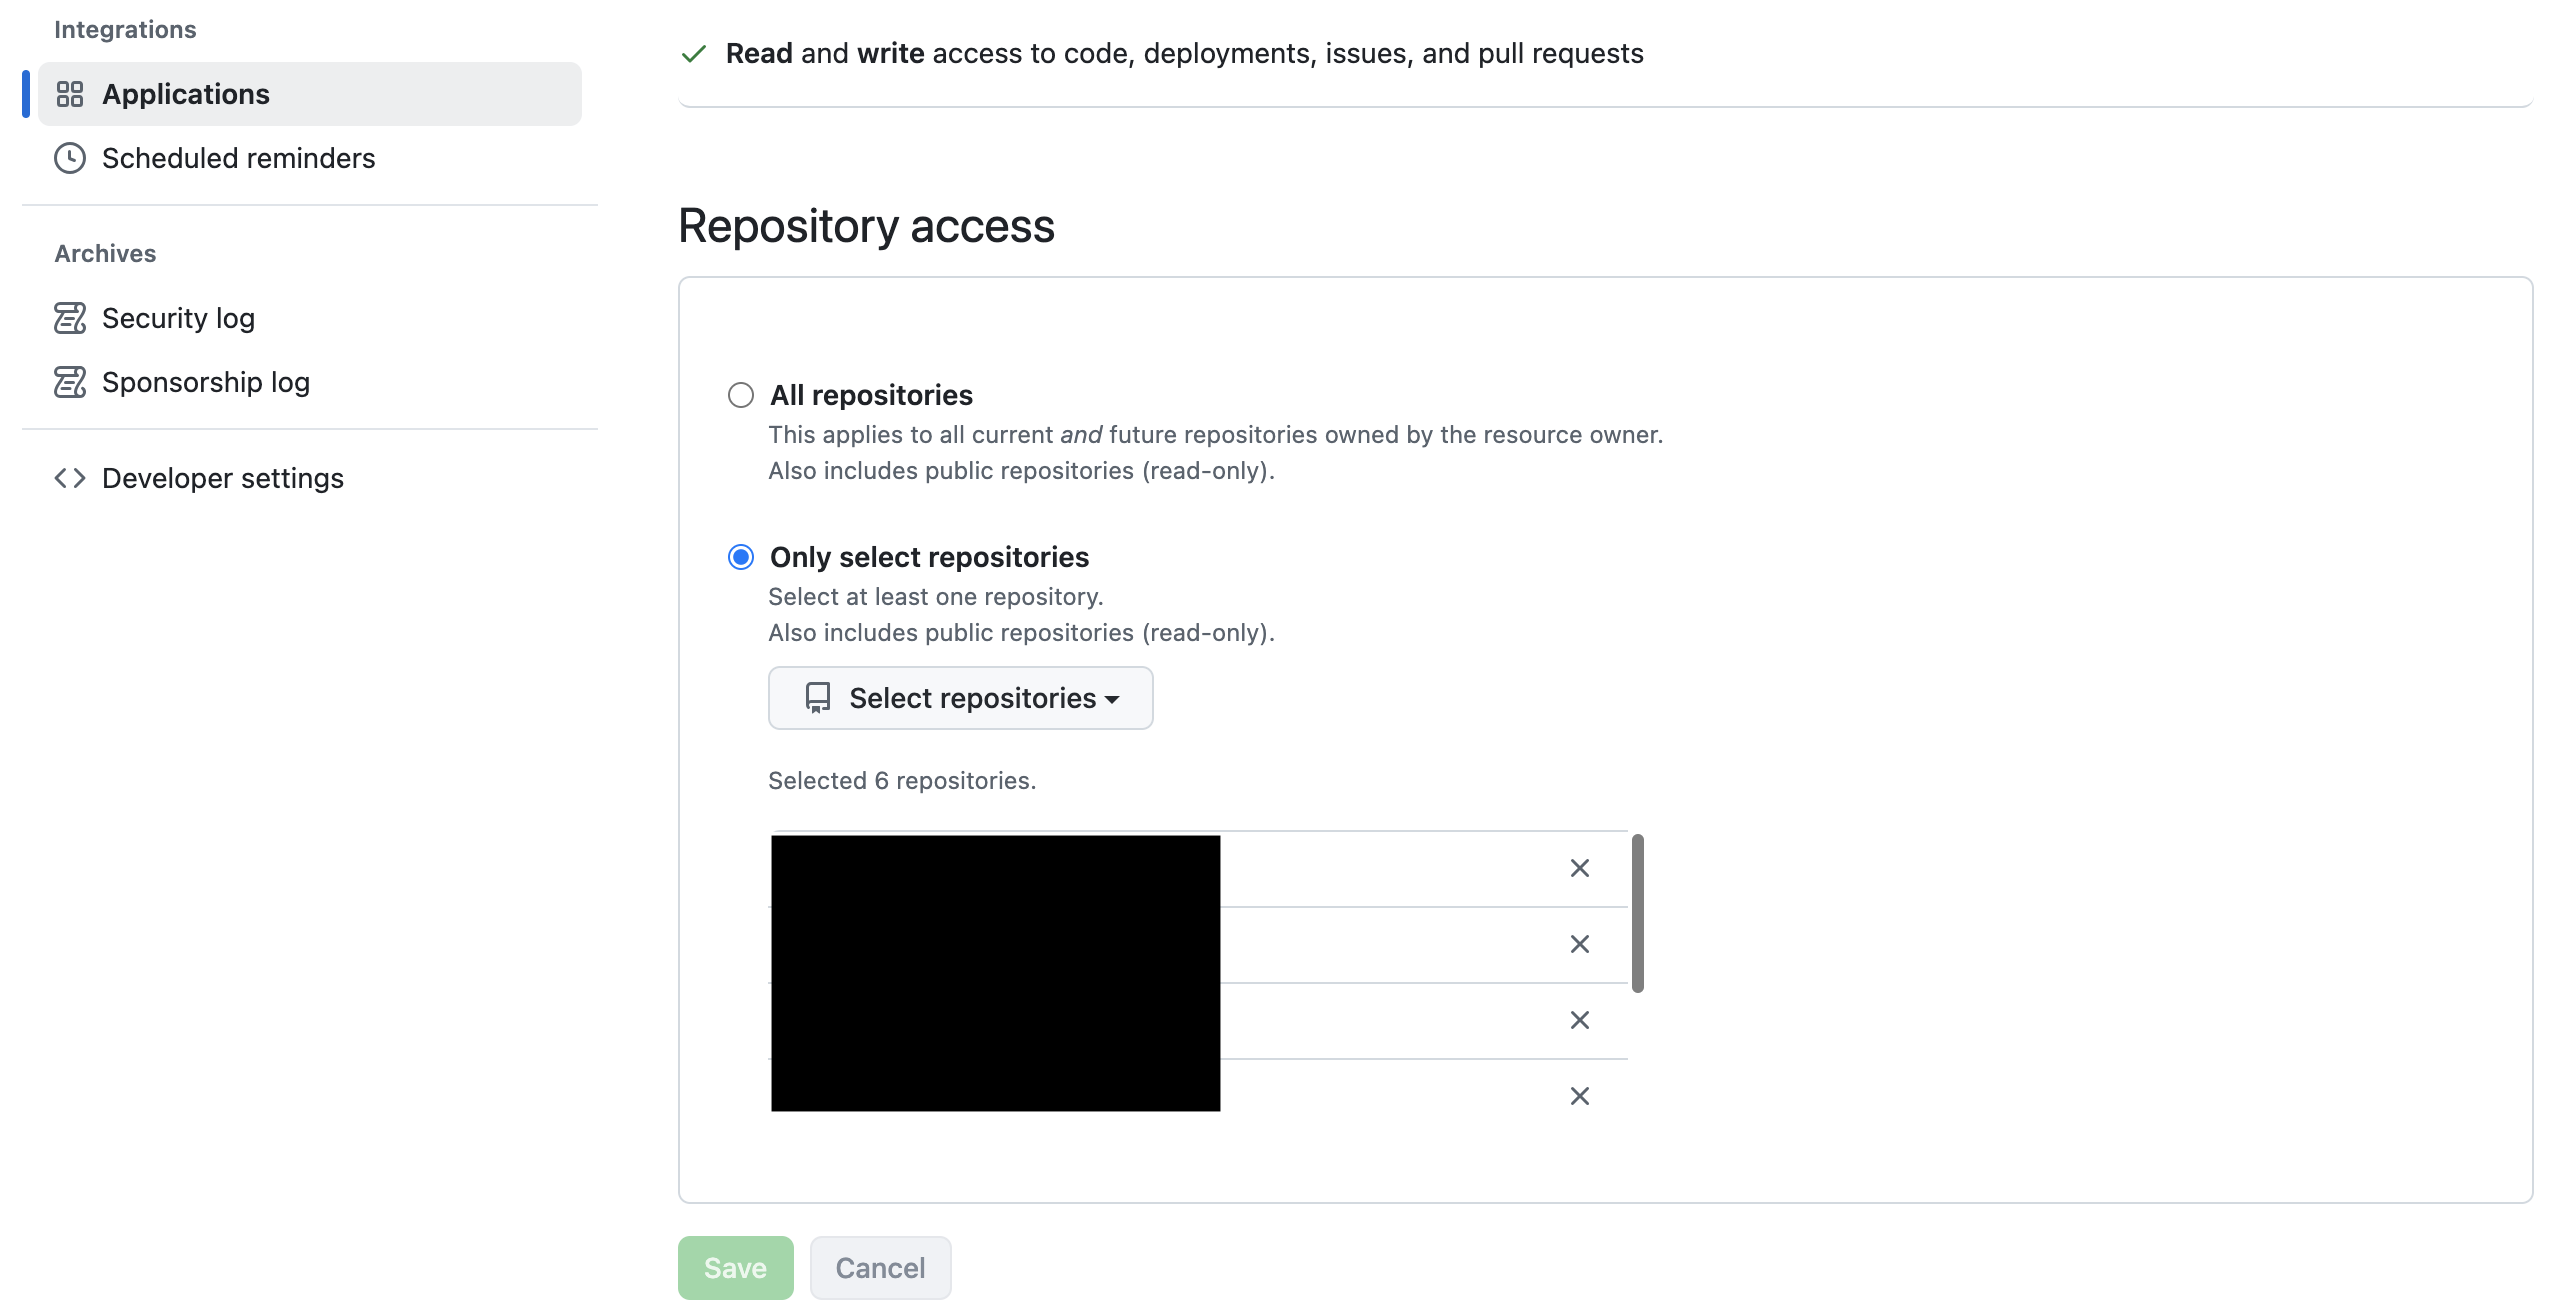 Integrations
Applications
Scheduled reminders
Archives
Security log
Sponsorship log
Developer settings
Read and write access to code, deployments, issues, and pull requests
Repository access
All repositories
This applies to all current and future repositories owned by the resource owner.
Also includes public repositories (read-only).
Only select repositories
Select at least one repository.
Also includes public repositories (read-only).
Select repositories
Selected 6 repositories.
Save
Cancel